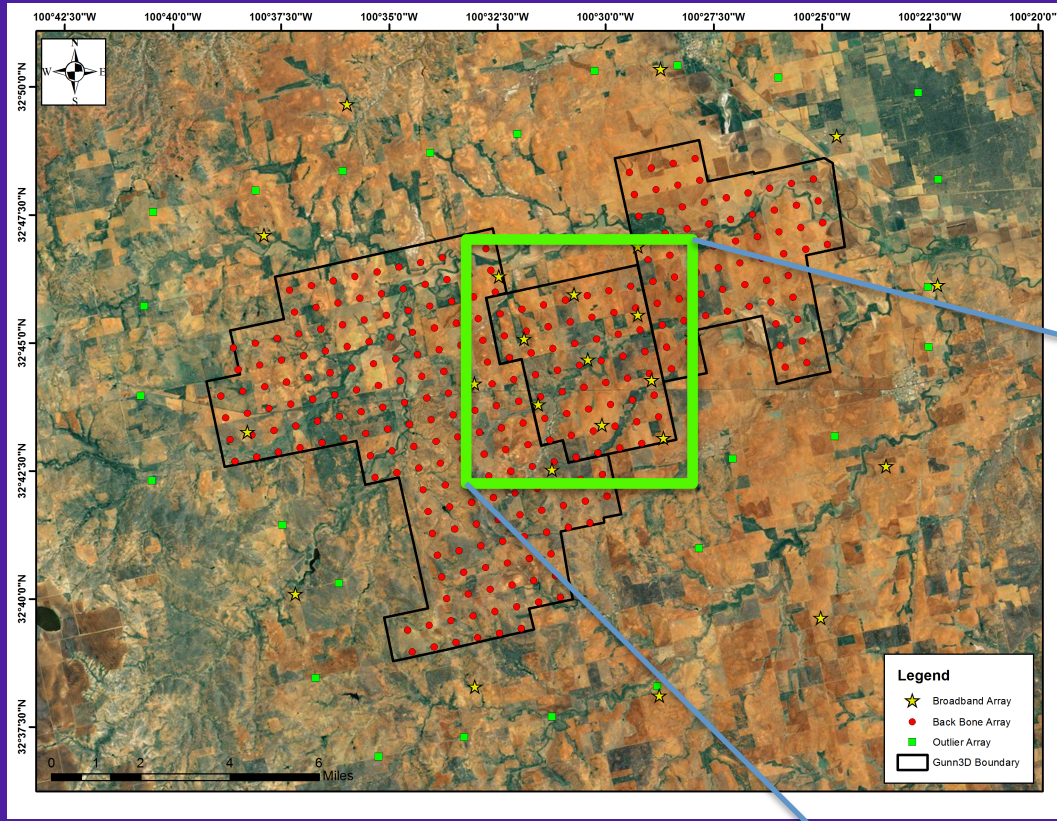 100°42'30"W 100°40'0"W 100°37'30"W 100°35'0"W 100°32'30"W 100°30'0"W 100°27'30"W 100°25'0"W 100°22'30"W 100°20'0"
N
W E
S
32°50'0"N
32°47'30"N
32°45'0"N
32°42'30"N
32°40'0"N
32°37'30"N
Legend
Broadband Array
Back Bone Array
Outlier Array
Gunn3D Boundary
0 1 2 4 6
Miles